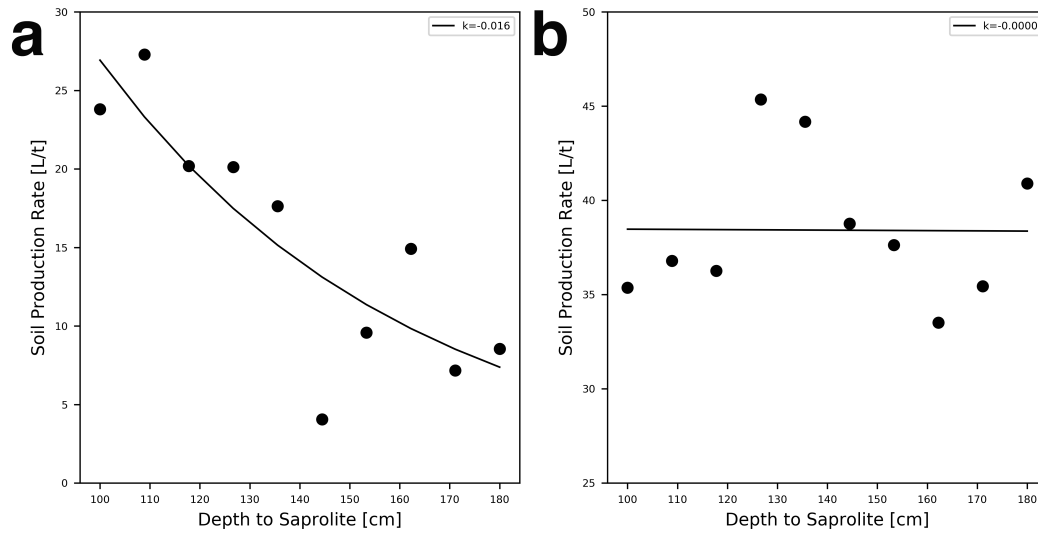 a
k=-0.016
30
25
20
15
10
5
0
Soil Production Rate [L/t]
100 110 120 130 140 150 160 170 180
Depth to Saprolite [cm]
b
k=-0.0000
50
45
40
35
30
25
Soil Production Rate [L/t]
100 110 120 130 140 150 160 170 180
Depth to Saprolite [cm]